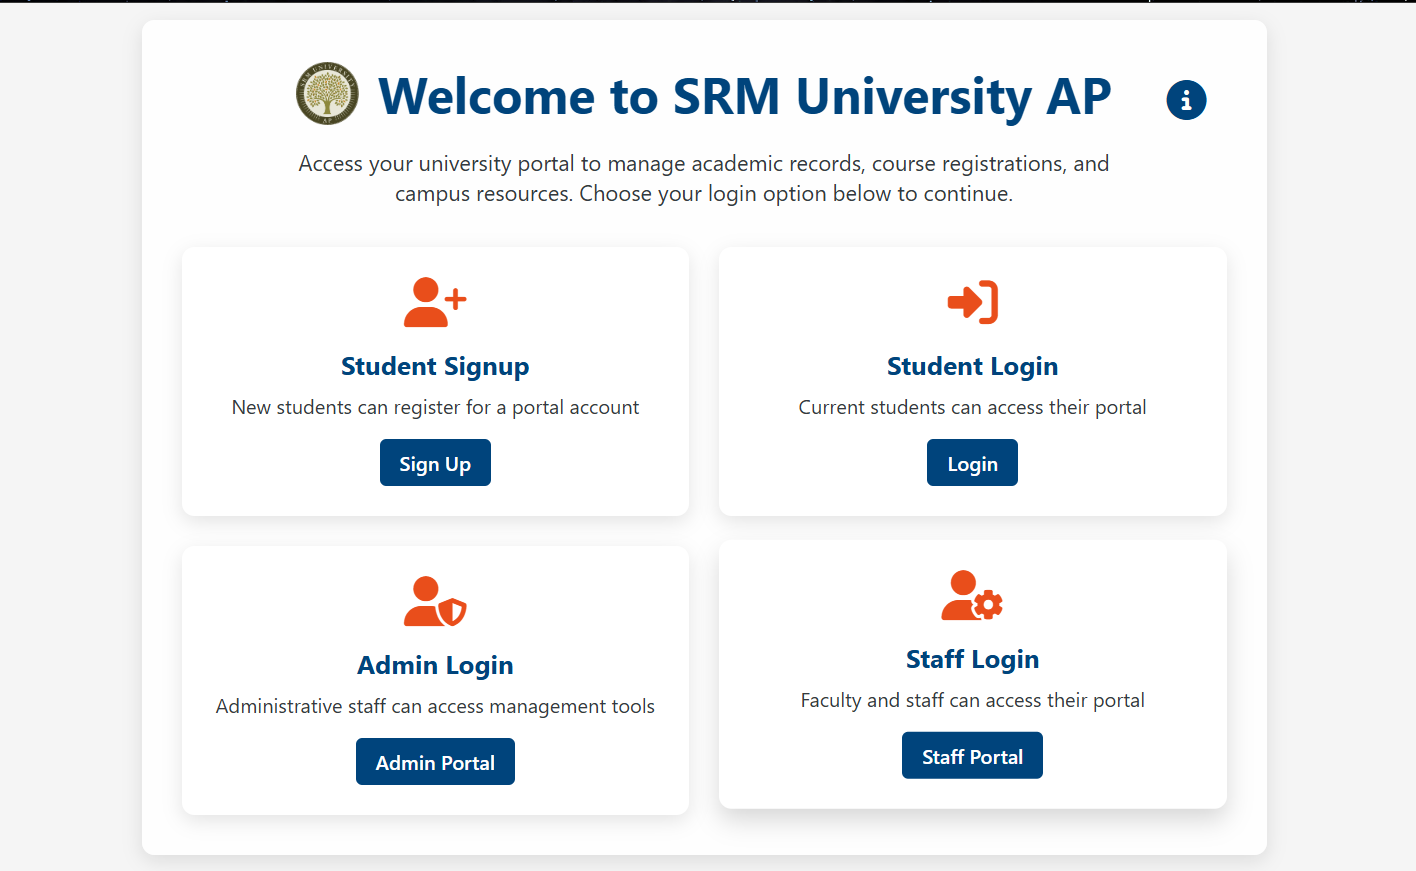 SRM UNIVERSITY
AP
Welcome to SRM University AP
Access your university portal to manage academic records, course registrations, and
campus resources. Choose your login option below to continue.
Student Signup
New students can register for a portal account
Sign Up
Student Login
Current students can access their portal
Login
Admin Login
Administrative staff can access management tools
Admin Portal
Staff Login
Faculty and staff can access their portal
Staff Portal